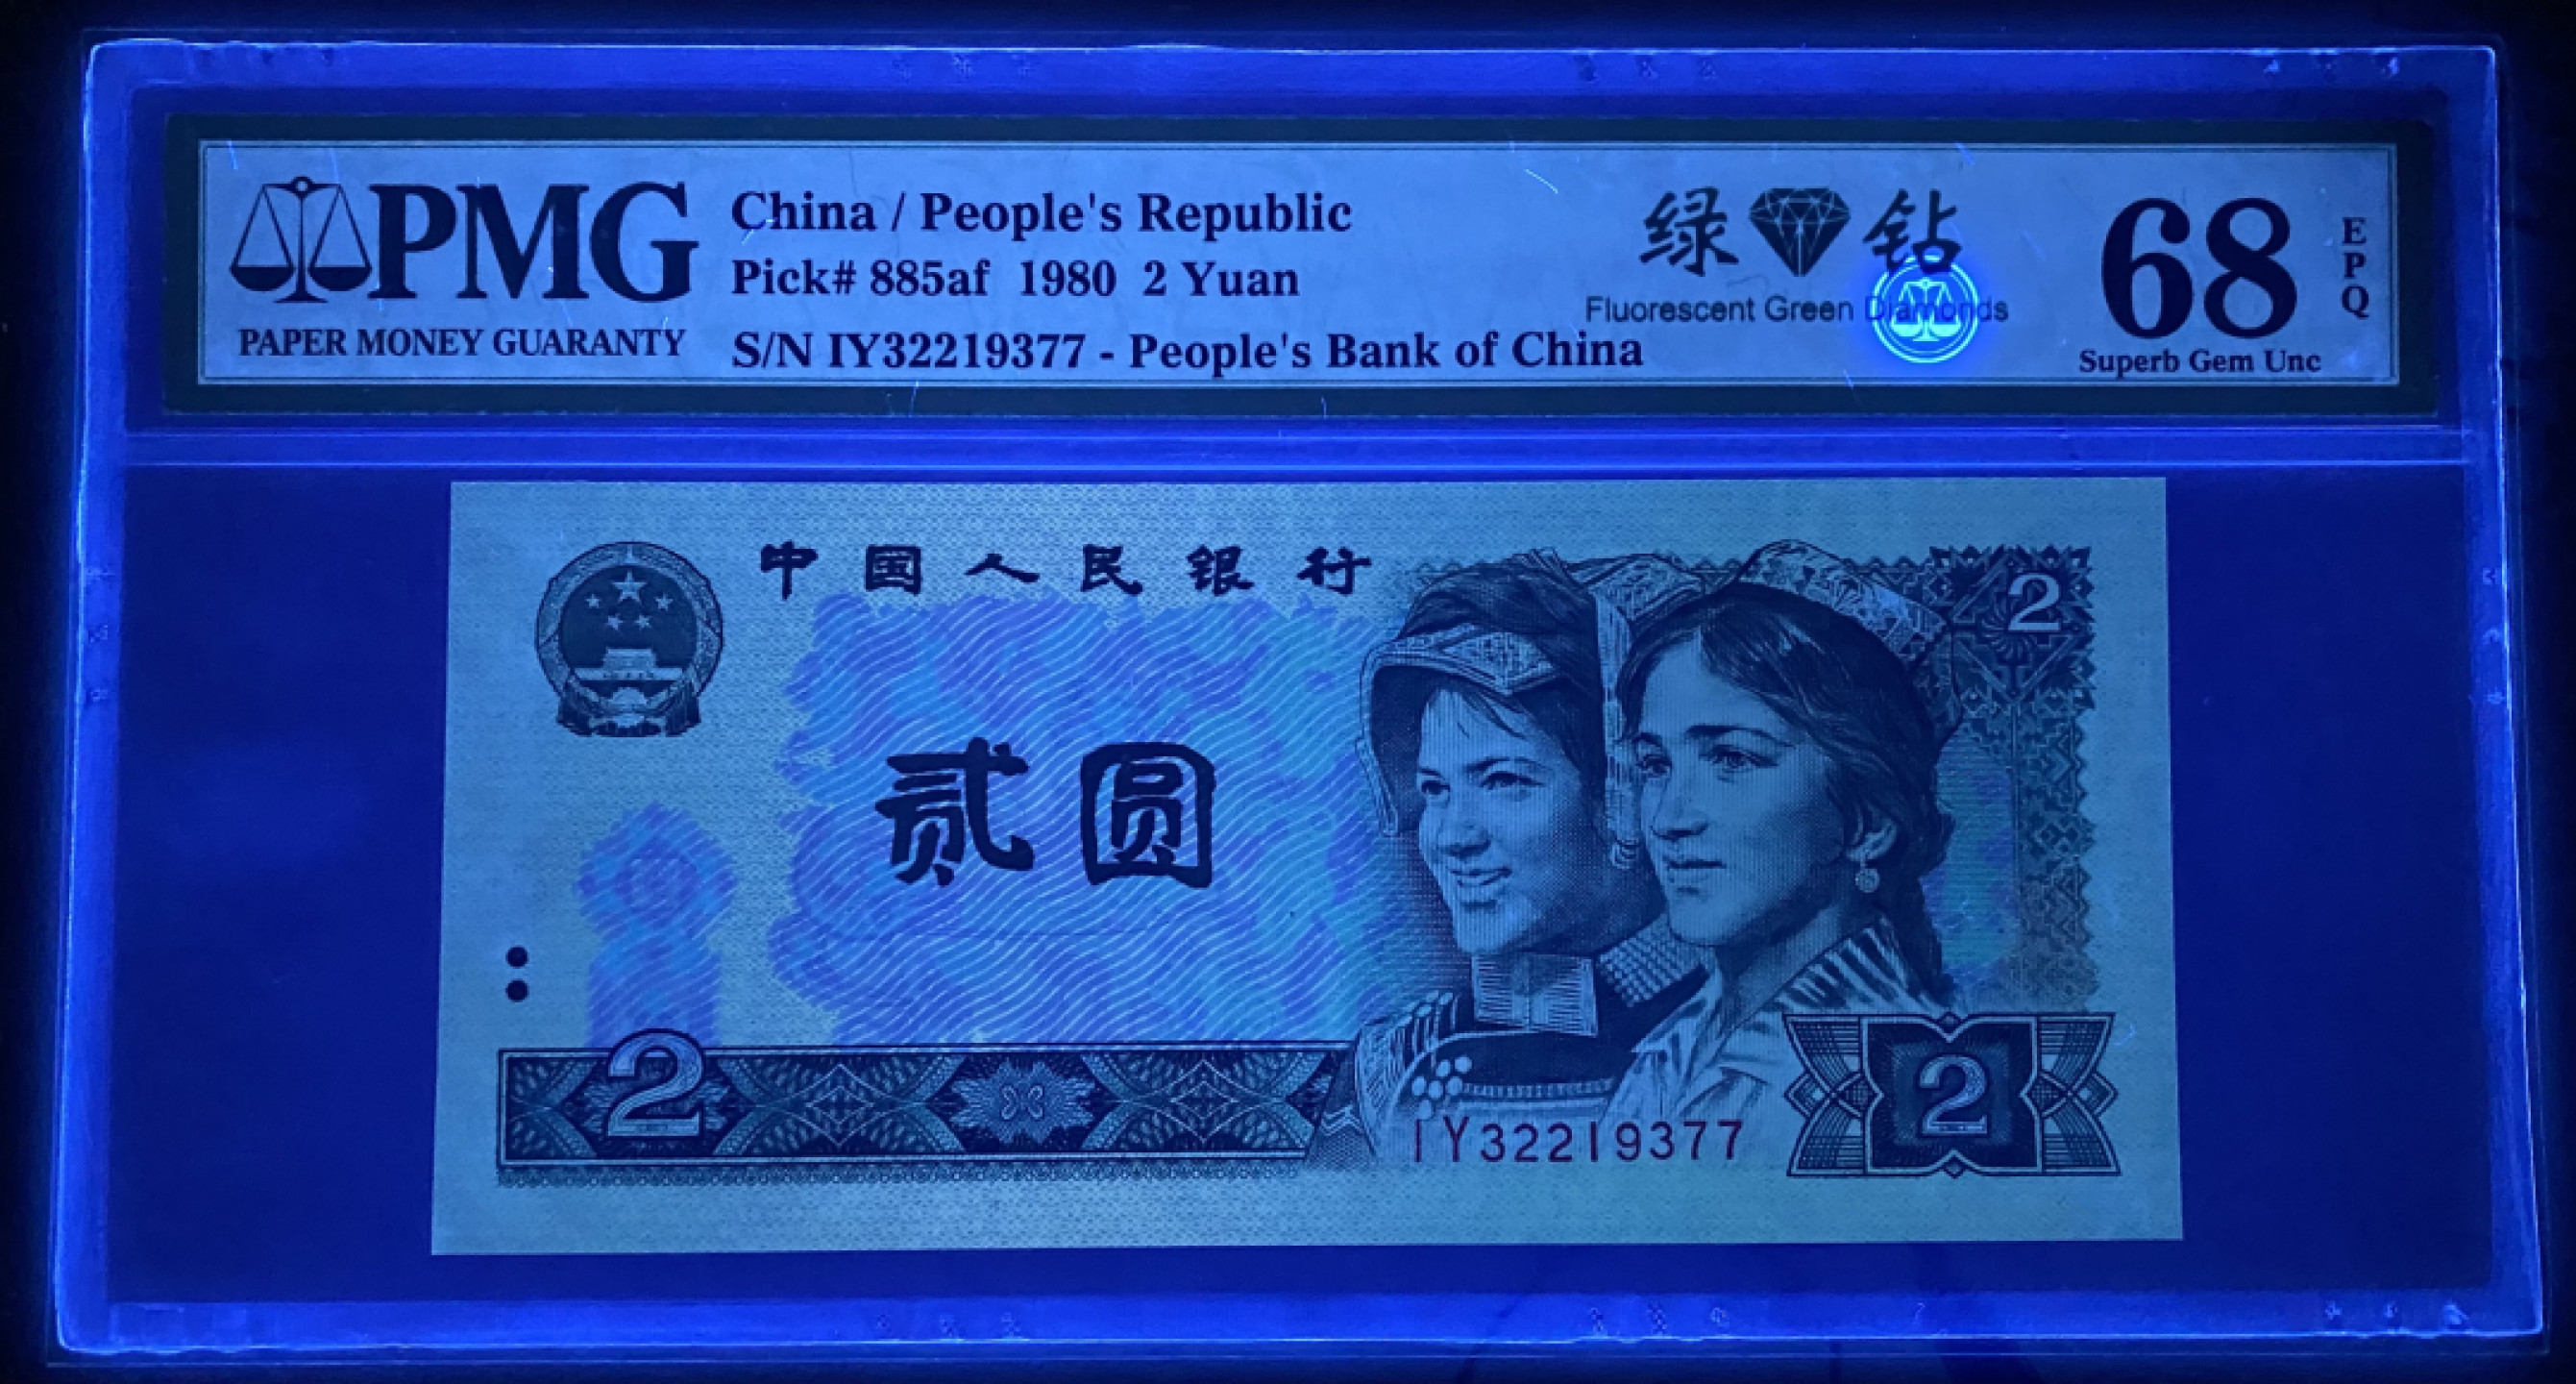 PMG
PAPER MONEY GUARANTY
China / People's Republic
Pick# 885af 1980 2 Yuan
S/N IY32219377 - People's Bank of China
绿钻
Fluorescent Green Diamonds
68
EPQ
Superb Gem Unc
中国人民银行
2
贰圆
2
2
IY32219377